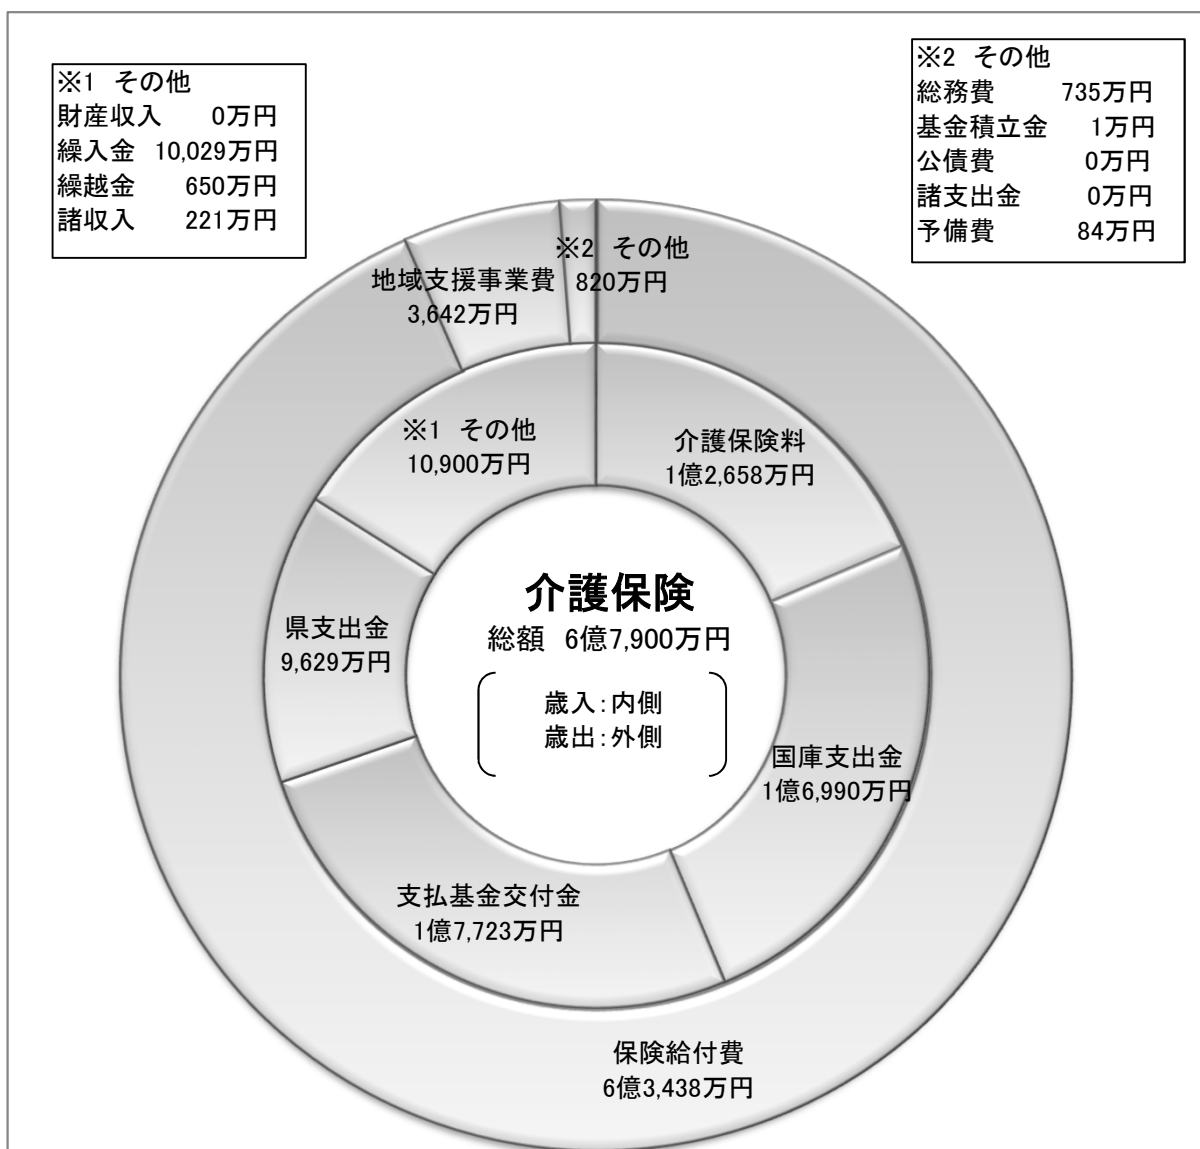 ※1 その他
財産収入 0万円
繰入金 10,029万円
繰越金 650万円
諸収入 221万円
※2 その他
総務費 735万円
基金積立金 1万円
公債費 0万円
諸支出金 0万円
予備費 84万円
※2 その他
820万円
地域支援事業費
3,642万円
※1 その他
10,900万円
介護保険料
1億2,658万円
介護保険
総額 6億7,900万円
歳入:内側
歳出:外側
県支出金
9,629万円
国庫支出金
1億6,990万円
支払基金交付金
1億7,723万円
保険給付費
6億3,438万円